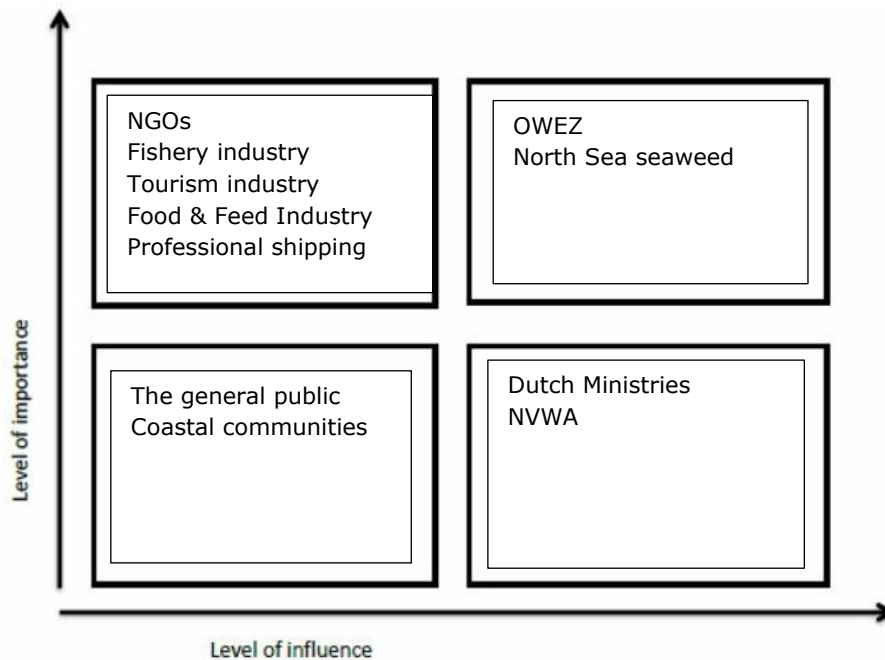 NGOs
Fishery industry
Tourism industry
Food & Feed Industry
Professional shipping
OWEZ
North Sea seaweed
The general public
Coastal communities
Dutch Ministries
NVWA
Level of importance
Level of influence